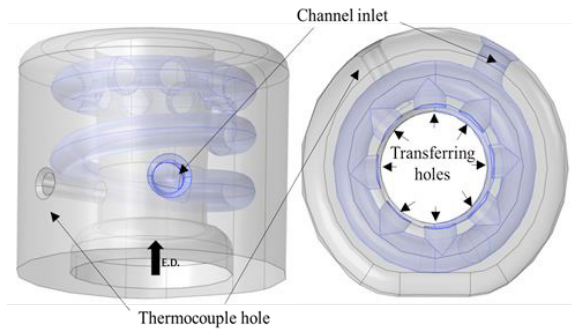 Channel inlet
Transferring
holes
E.D.
Thermocouple hole